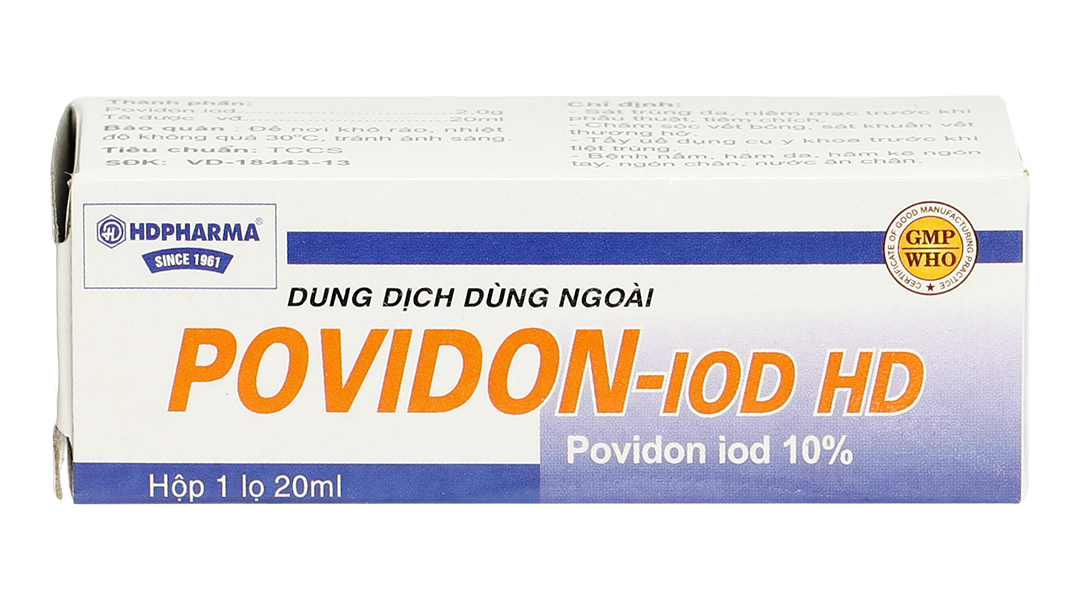 Thành phần:
Povidon iod..............................2,0g
Tá dược vđ..............................20ml
Bảo quản : Để nơi khô ráo, nhiệt
độ không quá 30°C, tránh ánh sáng.
Tiêu chuẩn: TCCS
SĐK: VD-18443-13
Chỉ định:
- Sát trùng da, niêm mạc trước khi
phẫu thuật, tiêm chích.
- Chăm sóc vết bỏng, sát khuẩn vết
thương hở.
- Tẩy uế dụng cụ y khoa trước khi
tiệt trùng.
- Bệnh nấm, hăm da, hăm kẽ ngón
tay, ngón chân, nước ăn chân.
HDPHARMA®
SINCE 1961
CERTIFICATE OF GOOD MANUFACTURING PRACTICE
GMP
WHO
DUNG DỊCH DÙNG NGOÀI
POVIDON-IOD HD
Povidon iod 10%
Hộp 1 lọ 20ml